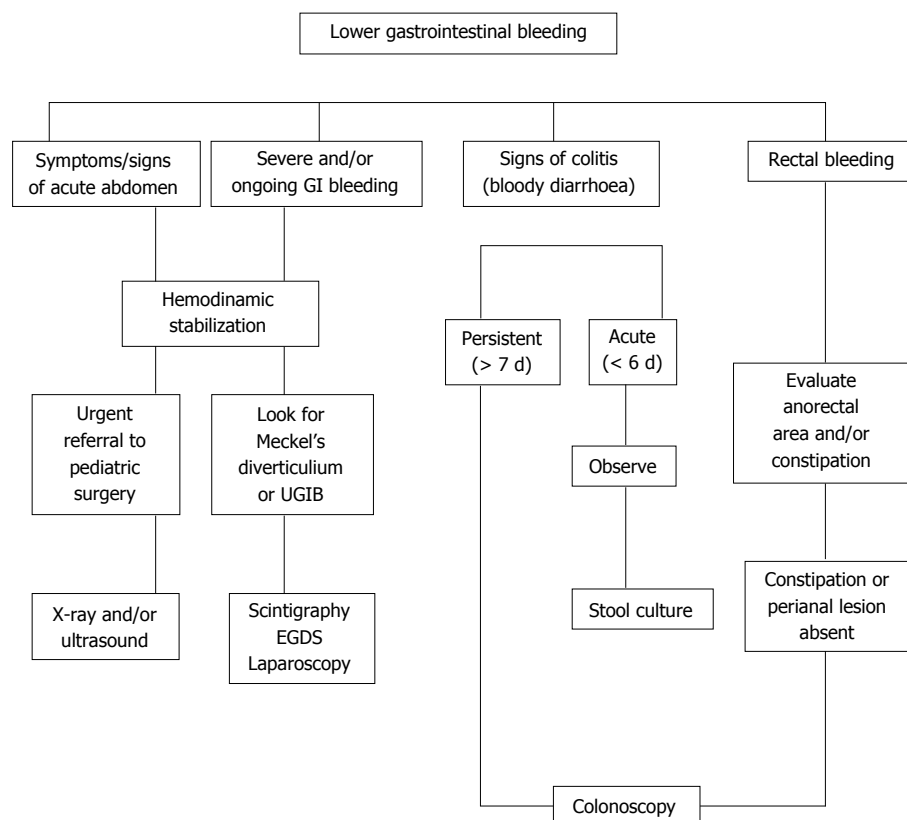 Lower gastrointestinal bleeding
Symptoms/signs
of acute abdomen
Severe and/or
ongoing GI bleeding
Signs of colitis
(bloody diarrhoea)
Rectal bleeding
Hemodinamic
stabilization
Persistent
(> 7 d)
Acute
(< 6 d)
Urgent
referral to
pediatric
surgery
Look for
Meckel's
diverticulium
or UGIB
Observe
Evaluate
anorectal
area and/or
constipation
X-ray and/or
ultrasound
Scintigraphy
EGDS
Laparoscopy
Stool culture
Constipation or
perianal lesion
absent
Colonoscopy